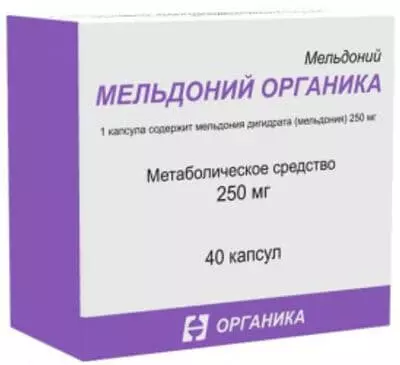 Мельдоний
МЕЛЬДОНИЙ ОРГАНИКА
1 капсула содержит мельдония дигидрата (мельдония) 250 мг
Метаболическое средство
250 мг
40 капсул
ОРГАНИКА